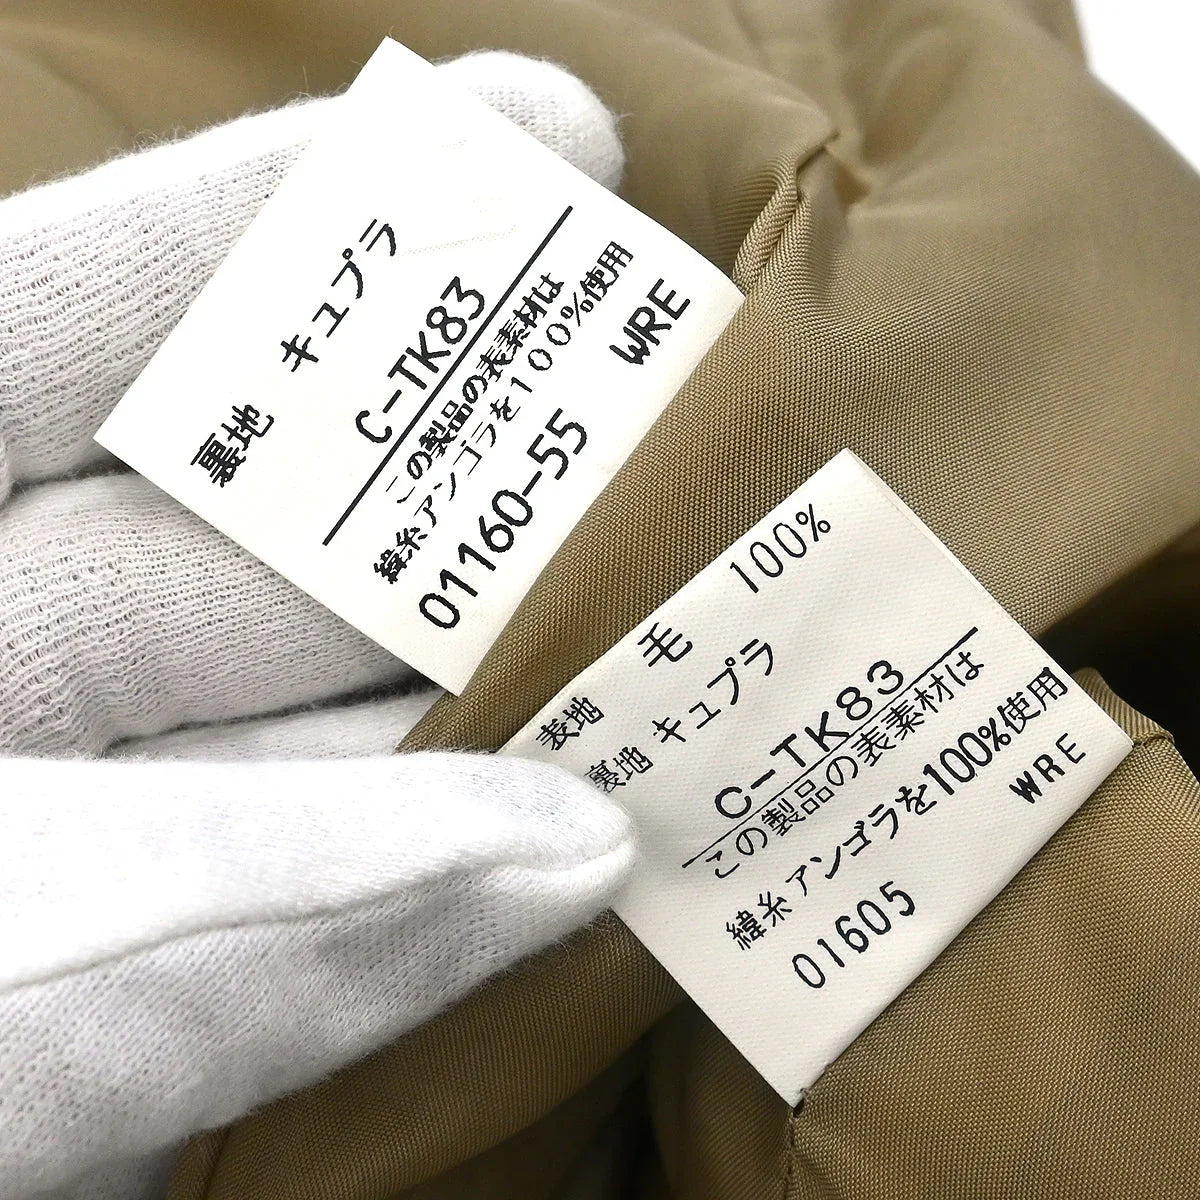 裏地 キュプラ
C-TK83
この製品の表素材は
緯糸アンゴラを100%使用
01160-55 WRE
表地 毛 100%
裏地 キュプラ
C-TK83
この製品の表素材は
緯糸アンゴラを100%使用
01605 WRE